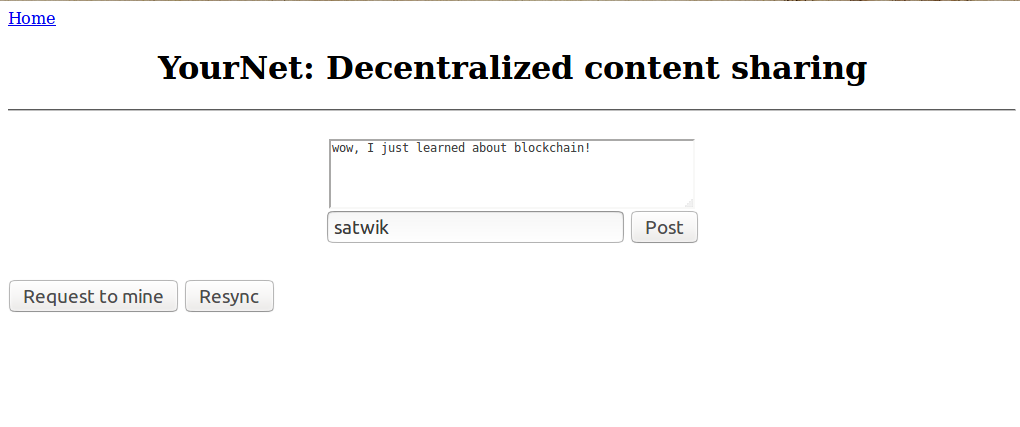 Home
YourNet: Decentralized content sharing
wow, I just learned about blockchain!
satwik Post
Request to mine Resync